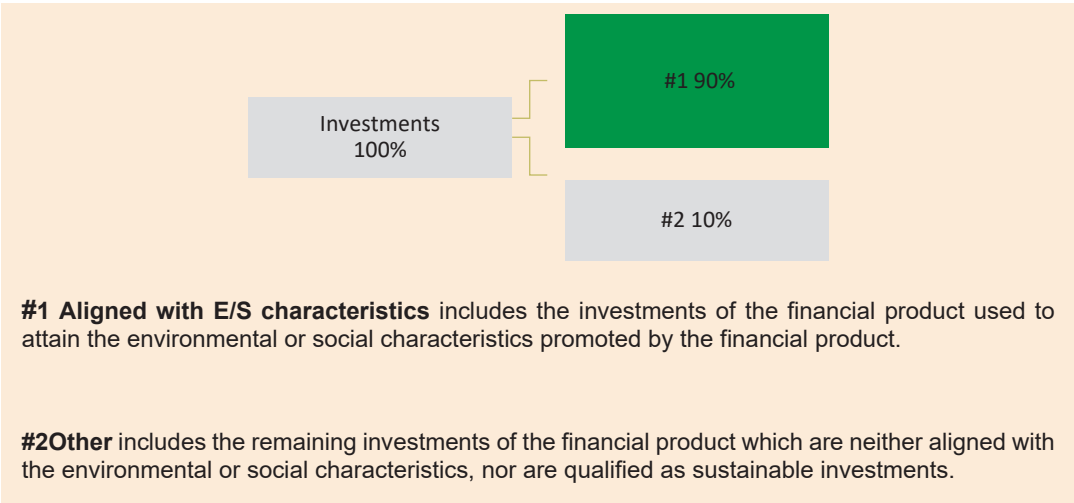 #1 90%
Investments
100%
#2 10%
#1 Aligned with E/S characteristics includes the investments of the financial product used to
attain the environmental or social characteristics promoted by the financial product.
#2Other includes the remaining investments of the financial product which are neither aligned with
the environmental or social characteristics, nor are qualified as sustainable investments.